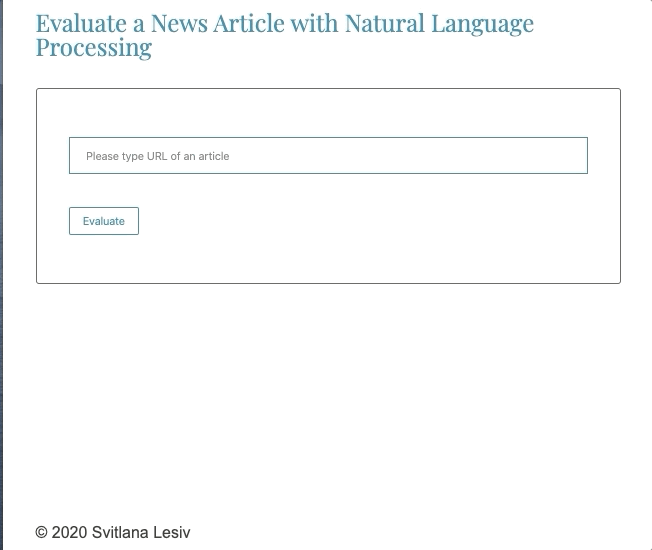 Evaluate a News Article with Natural Language
Processing
Please type URL of an article
Evaluate
© 2020 Svitlana Lesiv